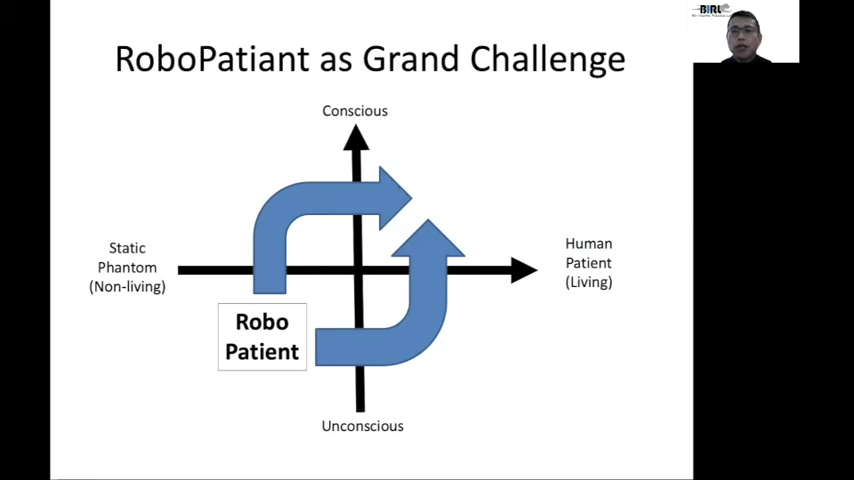 BIRL
RoboPatiant as Grand Challenge
Conscious
Static
Phantom
(Non-living)
Human
Patient
(Living)
Robo
Patient
Unconscious